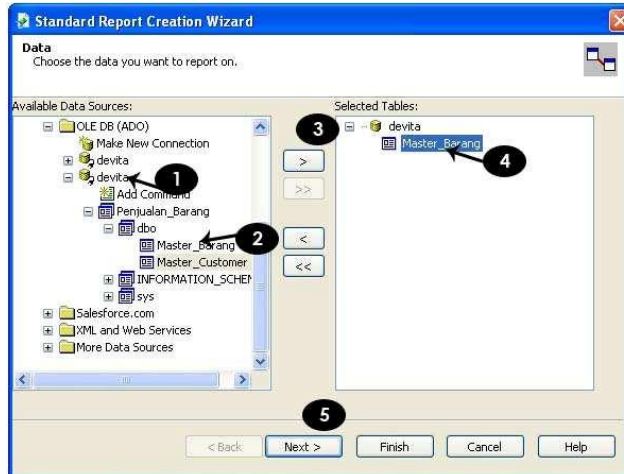 Standard Report Creation Wizard
Data
Choose the data you want to report on.
Available Data Sources:
OLE DB (ADO)
Make New Connection
devita
devita
Add Command
Penjualan_Barang
dbo
Master_Barang
Master_Customer
INFORMATION_SCHEM
sys
Salesforce.com
XML and Web Services
More Data Sources
1
2
3
>
>>
<
<<
Selected Tables:
devita
Master_Barang
4
5
< Back
Next >
Finish
Cancel
Help